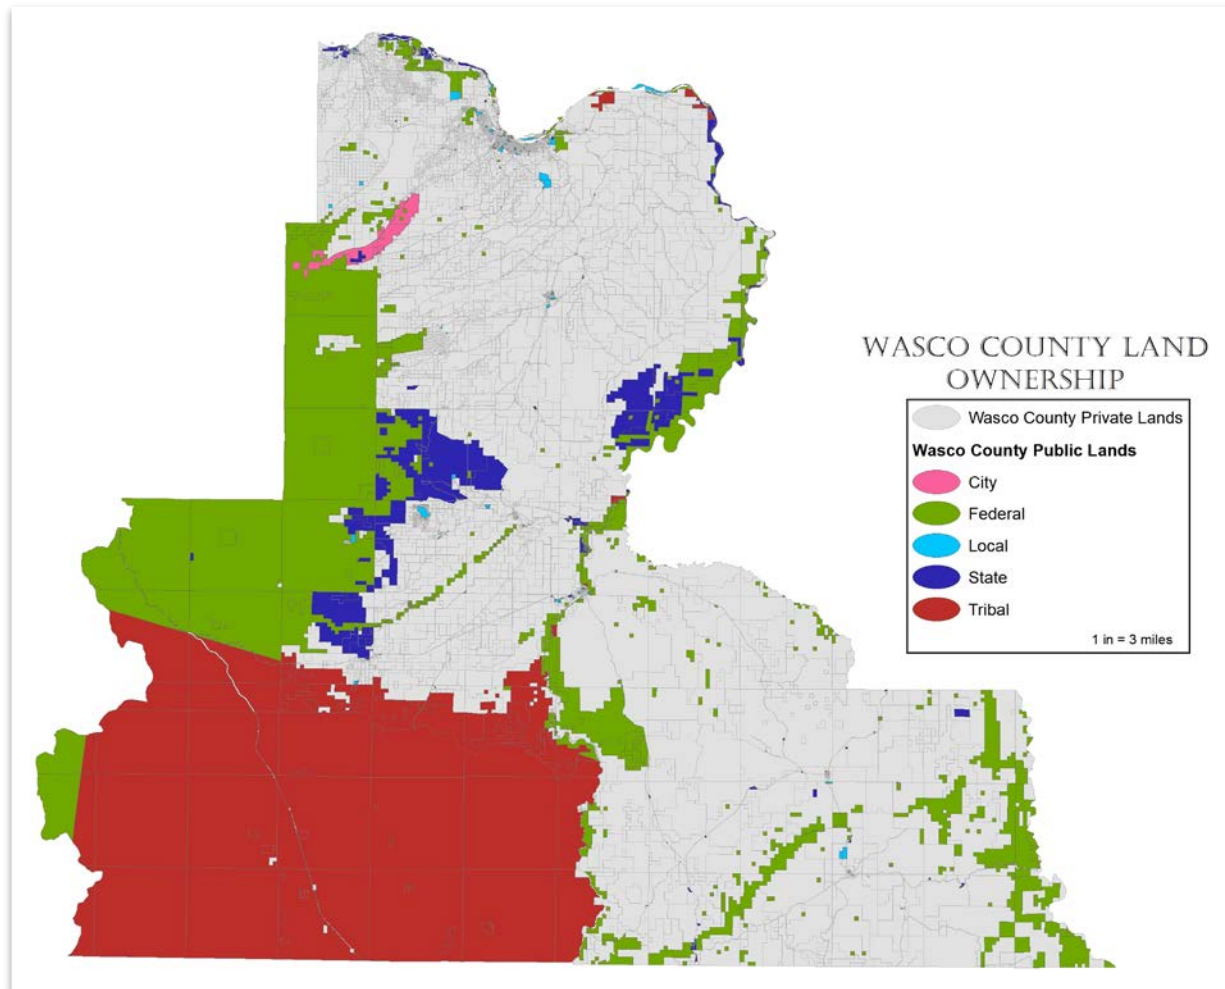 WASCO COUNTY LAND
OWNERSHIP
Wasco County Private Lands
Wasco County Public Lands
City
Federal
Local
State
Tribal
1 in = 3 miles